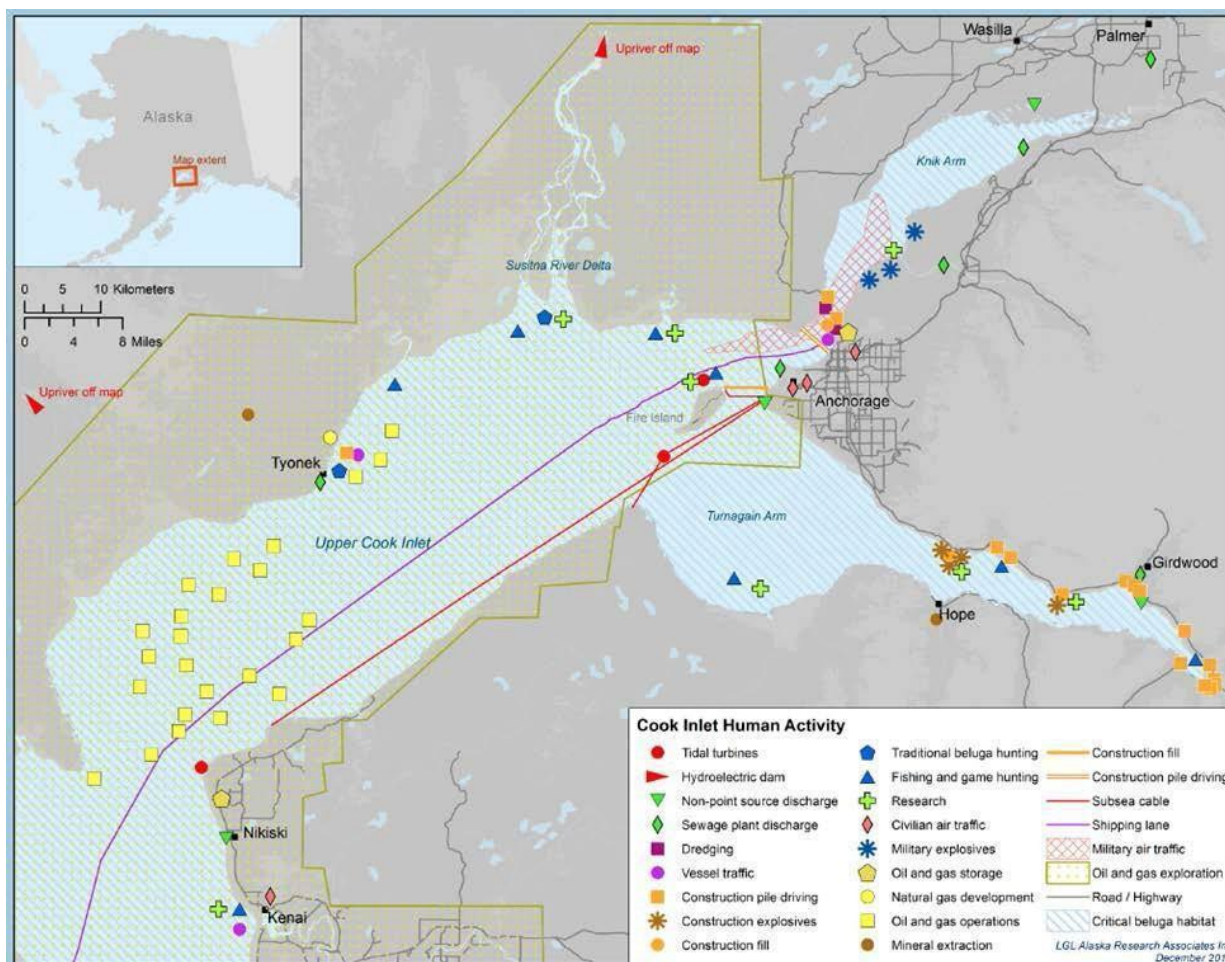 Alaska
Map extent
0 5 10 Kilometers
0 4 8 Miles
Upriver off map
Wasilla
Palmer
Knik Arm
Susitna River Delta
Upriver off map
Anchorage
Fire Island
Tyonek
Upper Cook Inlet
Turnagain Arm
Girdwood
Hope
Nikiski
Kenai
Cook Inlet Human Activity
Tidal turbines
Hydroelectric dam
Non-point source discharge
Sewage plant discharge
Dredging
Vessel traffic
Construction pile driving
Construction explosives
Construction fill
Traditional beluga hunting
Fishing and game hunting
Research
Civilian air traffic
Military explosives
Oil and gas storage
Natural gas development
Oil and gas operations
Mineral extraction
Construction fill
Construction pile driving
Subsea cable
Shipping lane
Military air traffic
Oil and gas exploration
Road / Highway
Critical beluga habitat
LGL Alaska Research Associates
December